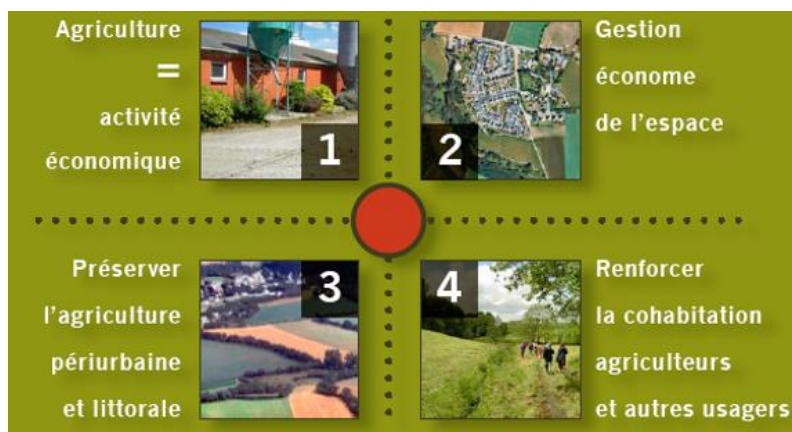 Agriculture
=
activité
économique
1
2
Gestion
économe
de l'espace
Préserver
l'agriculture
périurbaine
et littorale
3
4
Renforcer
la cohabitation
agriculteurs
et autres usagers